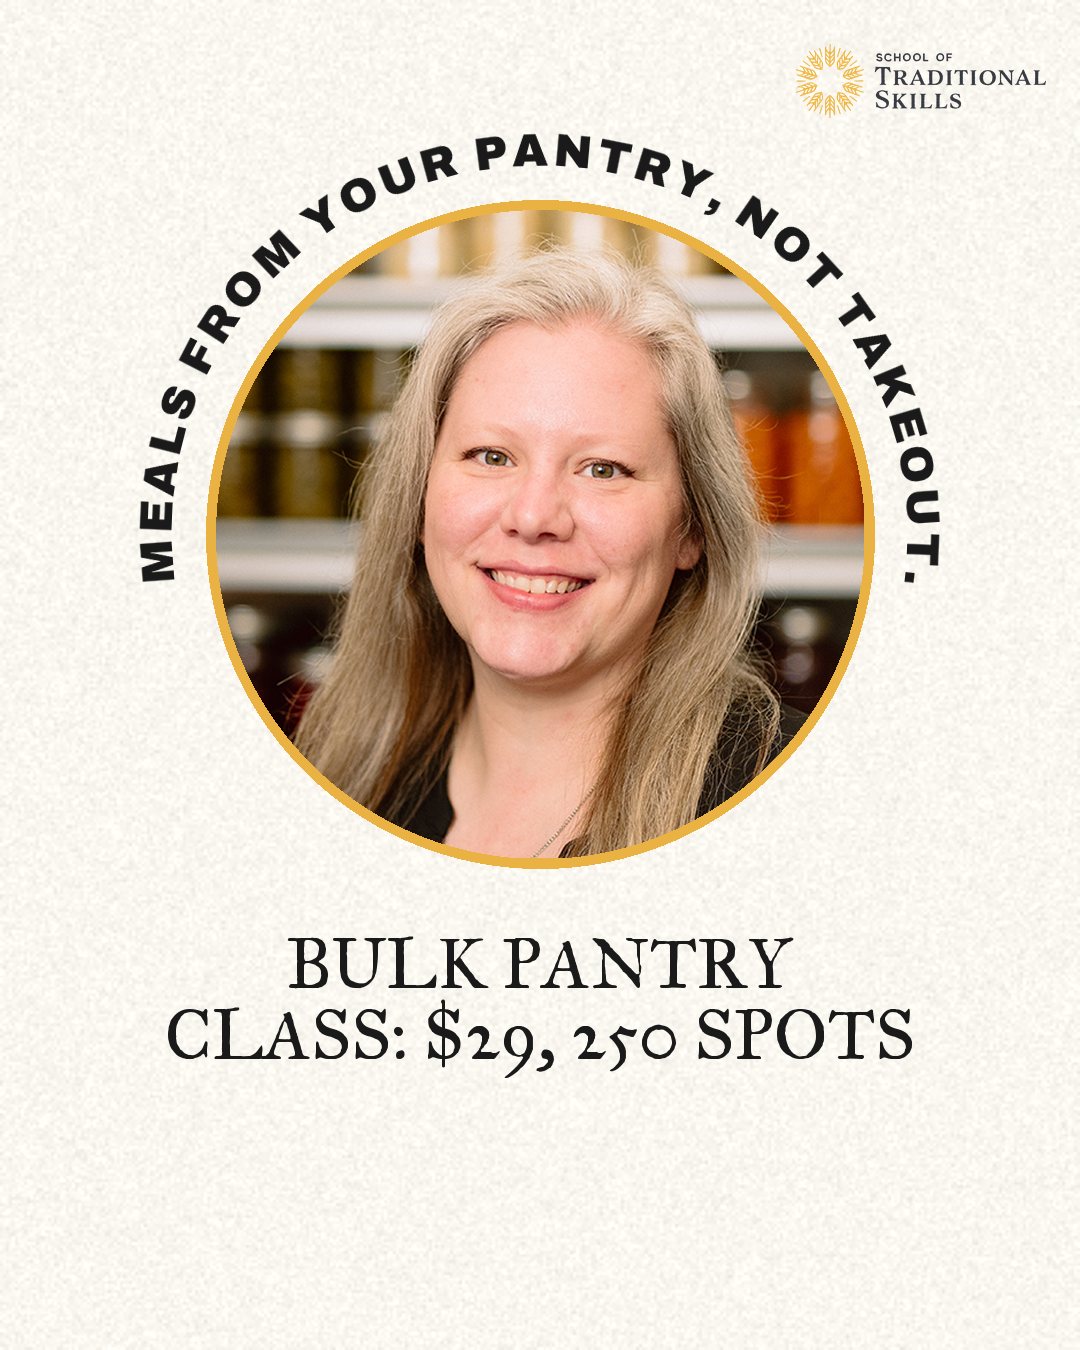 SCHOOL OF
TRADITIONAL
SKILLS
MEALS FROM YOUR PANTRY, NOT TAKEOUT.
BULK PANTRY
CLASS: $29, 250 SPOTS